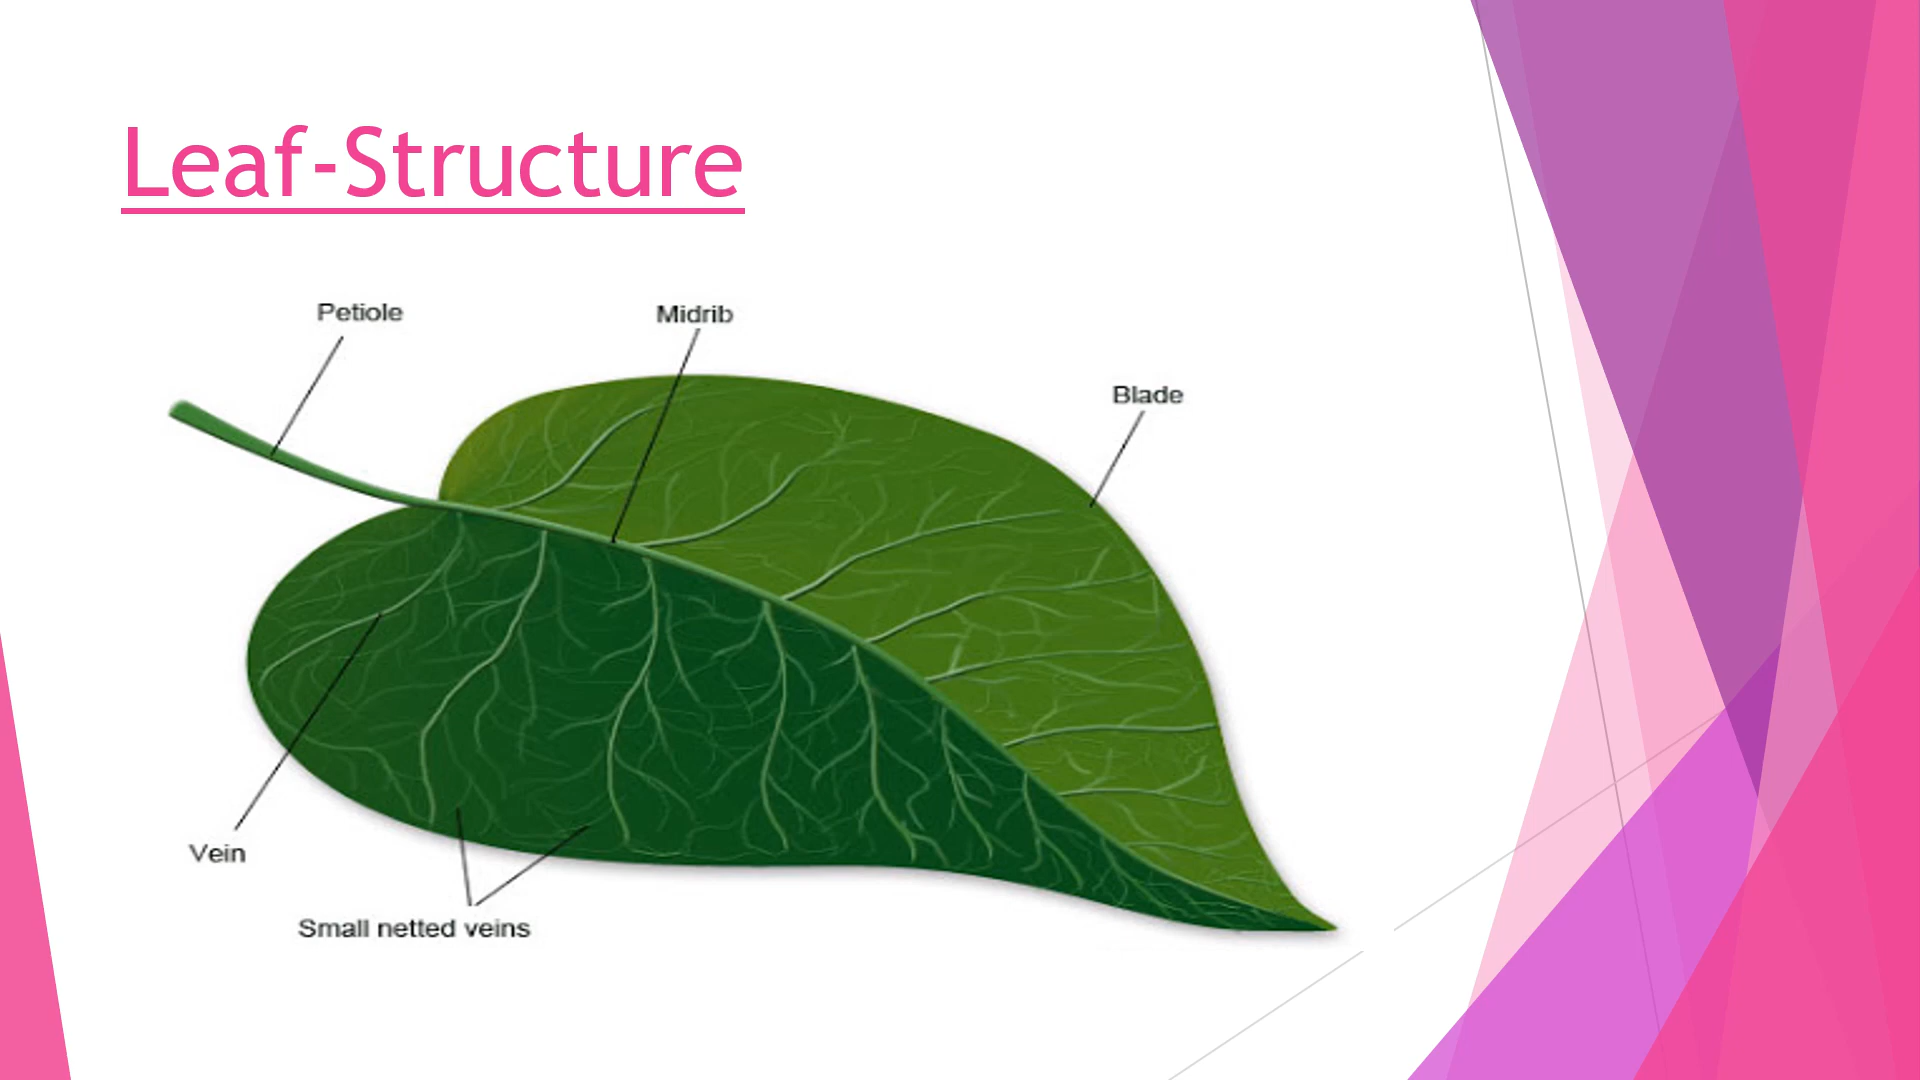 Leaf-Structure
Petiole
Midrib
Blade
Vein
Small netted veins